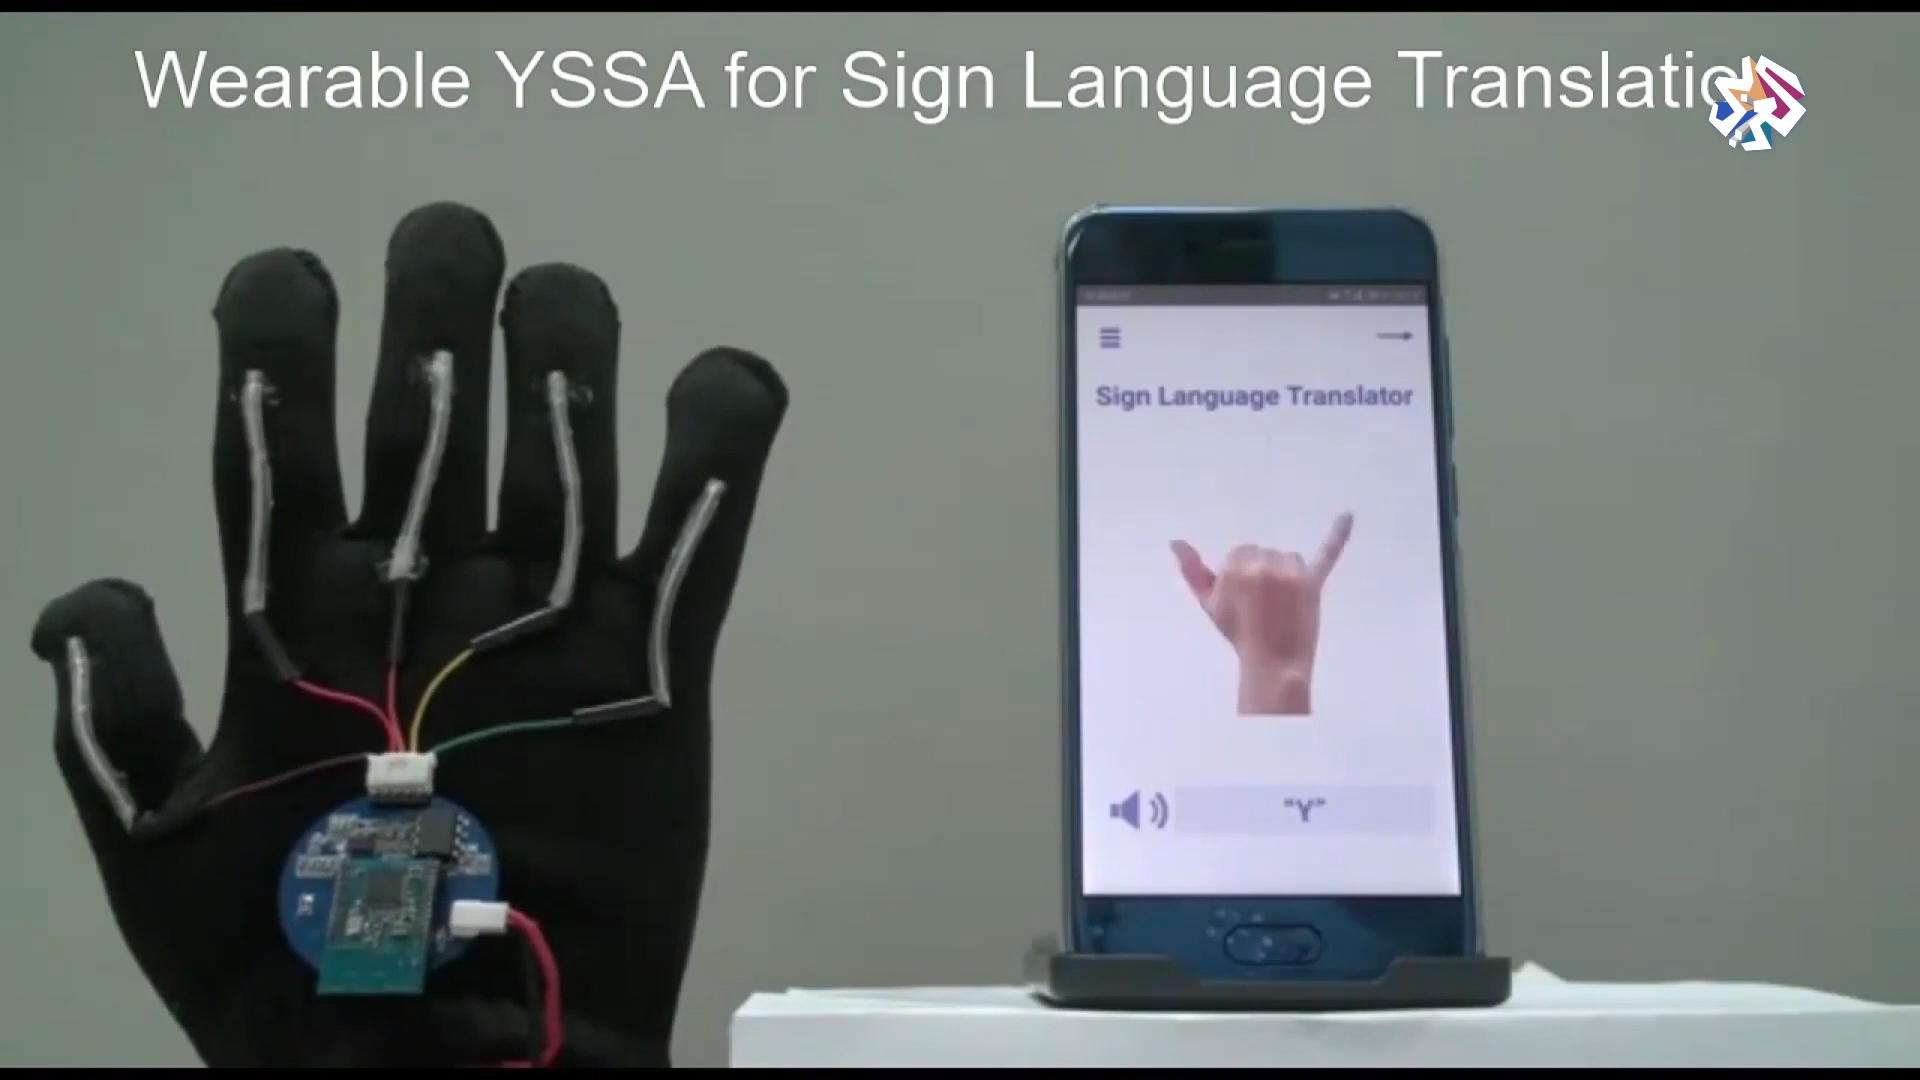 Wearable YSSA for Sign Language Translatio
Sign Language Translator
"Y"